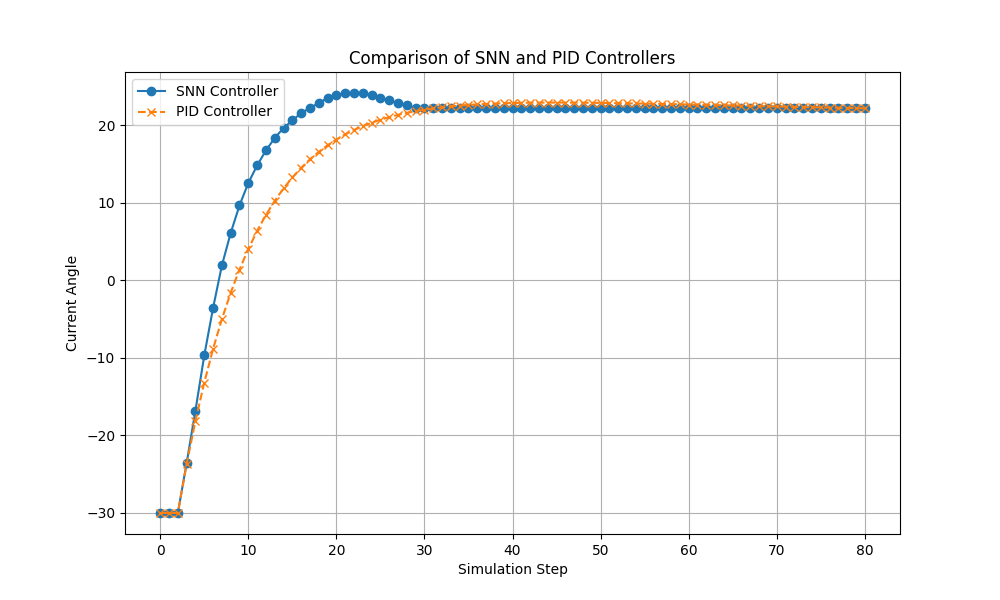 Comparison of SNN and PID Controllers
SNN Controller
PID Controller
20
10
0
−10
−20
−30
Current Angle
0 10 20 30 40 50 60 70 80
Simulation Step